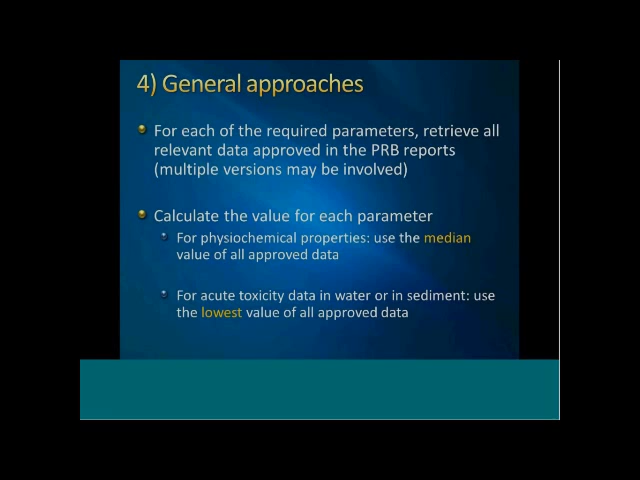 4) General approaches
For each of the required parameters, retrieve all
relevant data approved in the PRB reports
(multiple versions may be involved)
Calculate the value for each parameter
For physiochemical properties: use the median
value of all approved data
For acute toxicity data in water or in sediment: use
the lowest value of all approved data